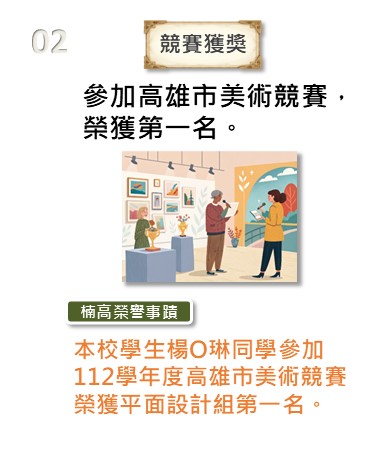 02
競賽獲獎
參加高雄市美術競賽，
榮獲第一名。
楠高榮譽事蹟
本校學生楊O琳同學參加
112學年度高雄市美術競賽
榮獲平面設計組第一名。